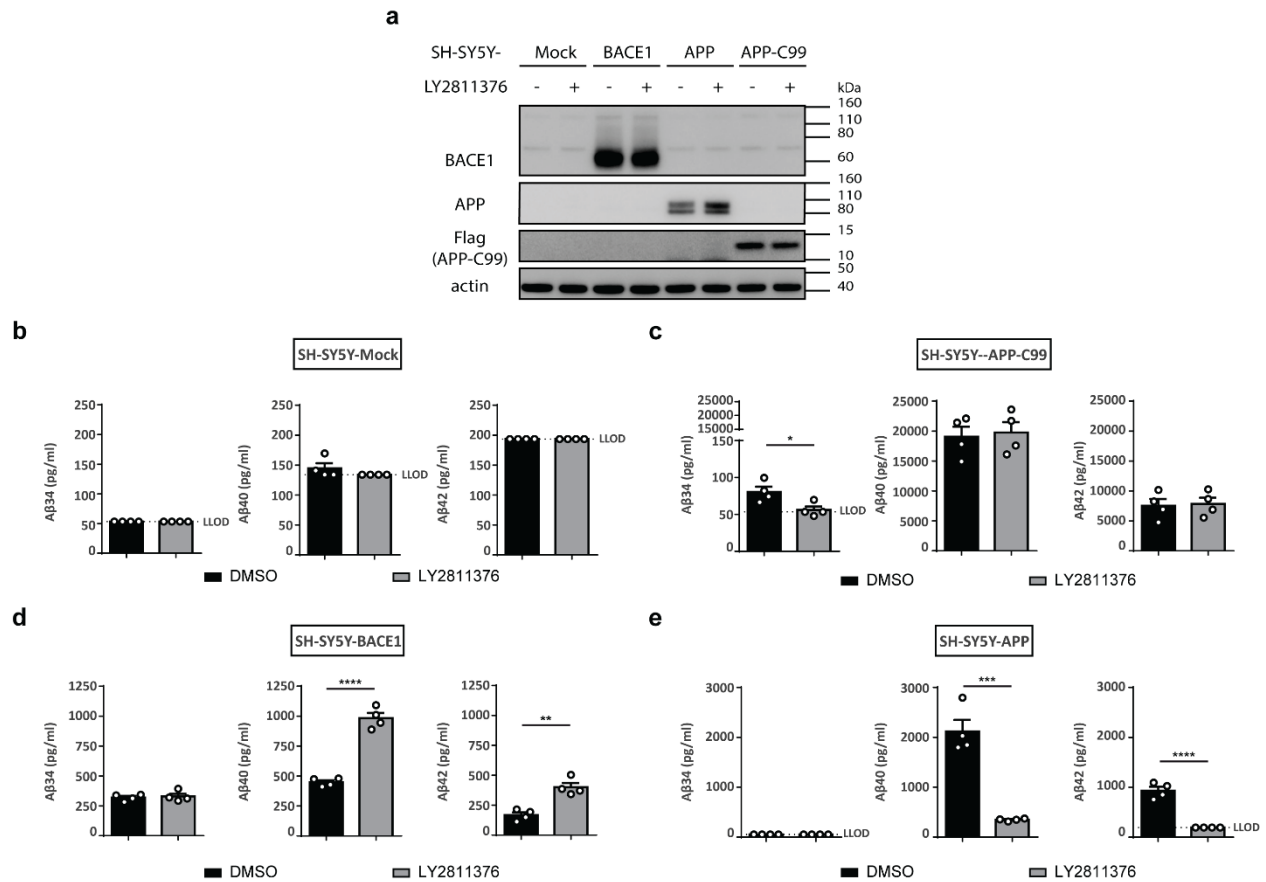 a
SH-SY5Y- Mock BACE1 APP APP-C99
LY2811376 - + - + - + - + kDa
160
110
80
BACE1 60
160
110
APP 80
15
Flag
(APP-C99) 10
50
actin 40
b
SH-SY5Y-Mock
Aβ34 (pg/ml) 250 200 150 100 50 0 LLOD
Aβ40 (pg/ml) 250 200 150 100 50 0 LLOD
Aβ42 (pg/ml) 250 200 150 100 50 0 LLOD
DMSO LY2811376
c
SH-SY5Y--APP-C99
Aβ34 (pg/ml) 25000 20000 15000 150 100 50 0 * LLOD
Aβ40 (pg/ml) 25000 20000 15000 10000 5000 0
Aβ42 (pg/ml) 25000 20000 15000 10000 5000 0
DMSO LY2811376
d
SH-SY5Y-BACE1
Aβ34 (pg/ml) 1250 1000 750 500 250 0
Aβ40 (pg/ml) 1250 1000 750 500 250 0 ****
Aβ42 (pg/ml) 1250 1000 750 500 250 0 **
DMSO LY2811376
e
SH-SY5Y-APP
Aβ34 (pg/ml) 3000 2000 1000 0 LLOD
Aβ40 (pg/ml) 3000 2000 1000 0 ***
Aβ42 (pg/ml) 3000 2000 1000 0 **** LLOD
DMSO LY2811376